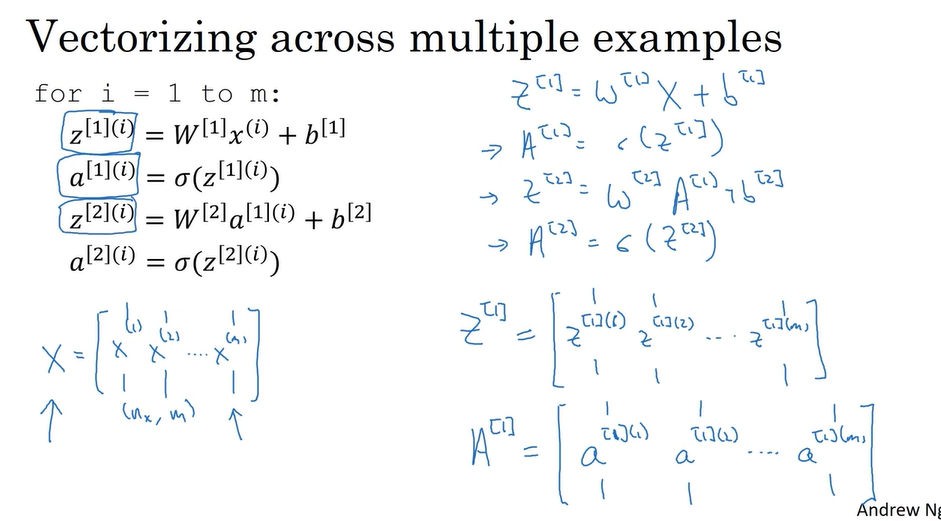 Vectorizing across multiple examples
for i = 1 to m:
z^[1](i) = W^[1]x^(i) + b^[1]
a^[1](i) = σ(z^[1](i))
z^[2](i) = W^[2]a^[1](i) + b^[2]
a^[2](i) = σ(z^[2](i))
X = [x^(1) x^(2) .... x^(m)]
(n_x, m)
Z^[1] = W^[1] X + b^[1]
→ A^[1] = σ(Z^[1])
→ Z^[2] = W^[2] A^[1] + b^[2]
→ A^[2] = σ(Z^[2])
Z^[1] = [z^[1](1) z^[1](2) ... z^[1](m)]
A^[1] = [a^[1](1) a^[1](2) .... a^[1](m)]
Andrew Ng